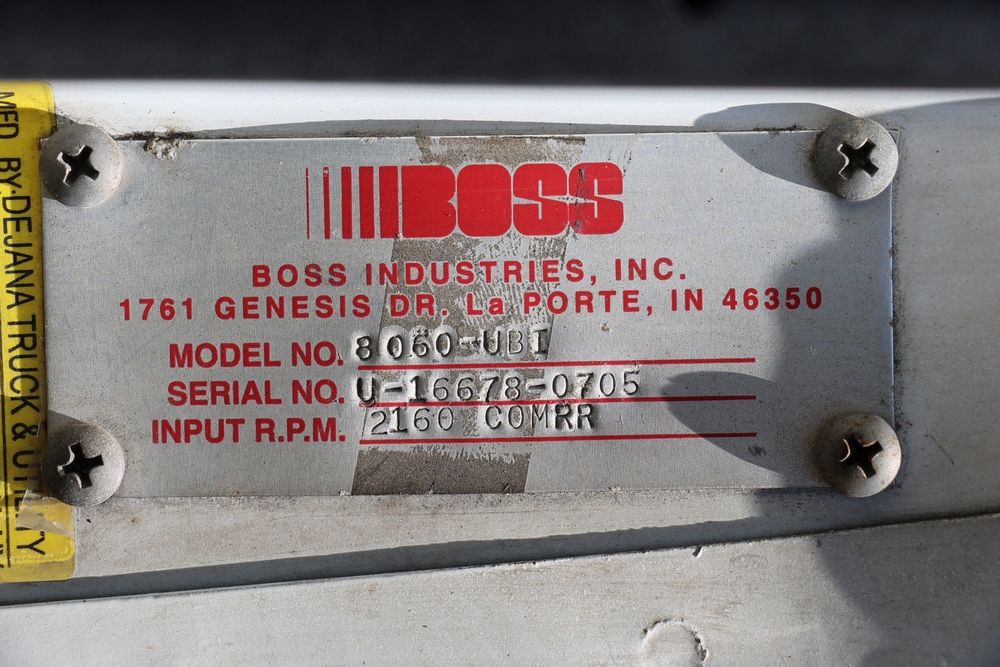 BOSS
BOSS INDUSTRIES, INC.
1761 GENESIS DR. La PORTE, IN 46350
MODEL NO. 8060-UBI
SERIAL NO. U-16678-0705
INPUT R.P.M. 2160 COMRR
MFD BY: DEJANA TRUCK & UTILITY